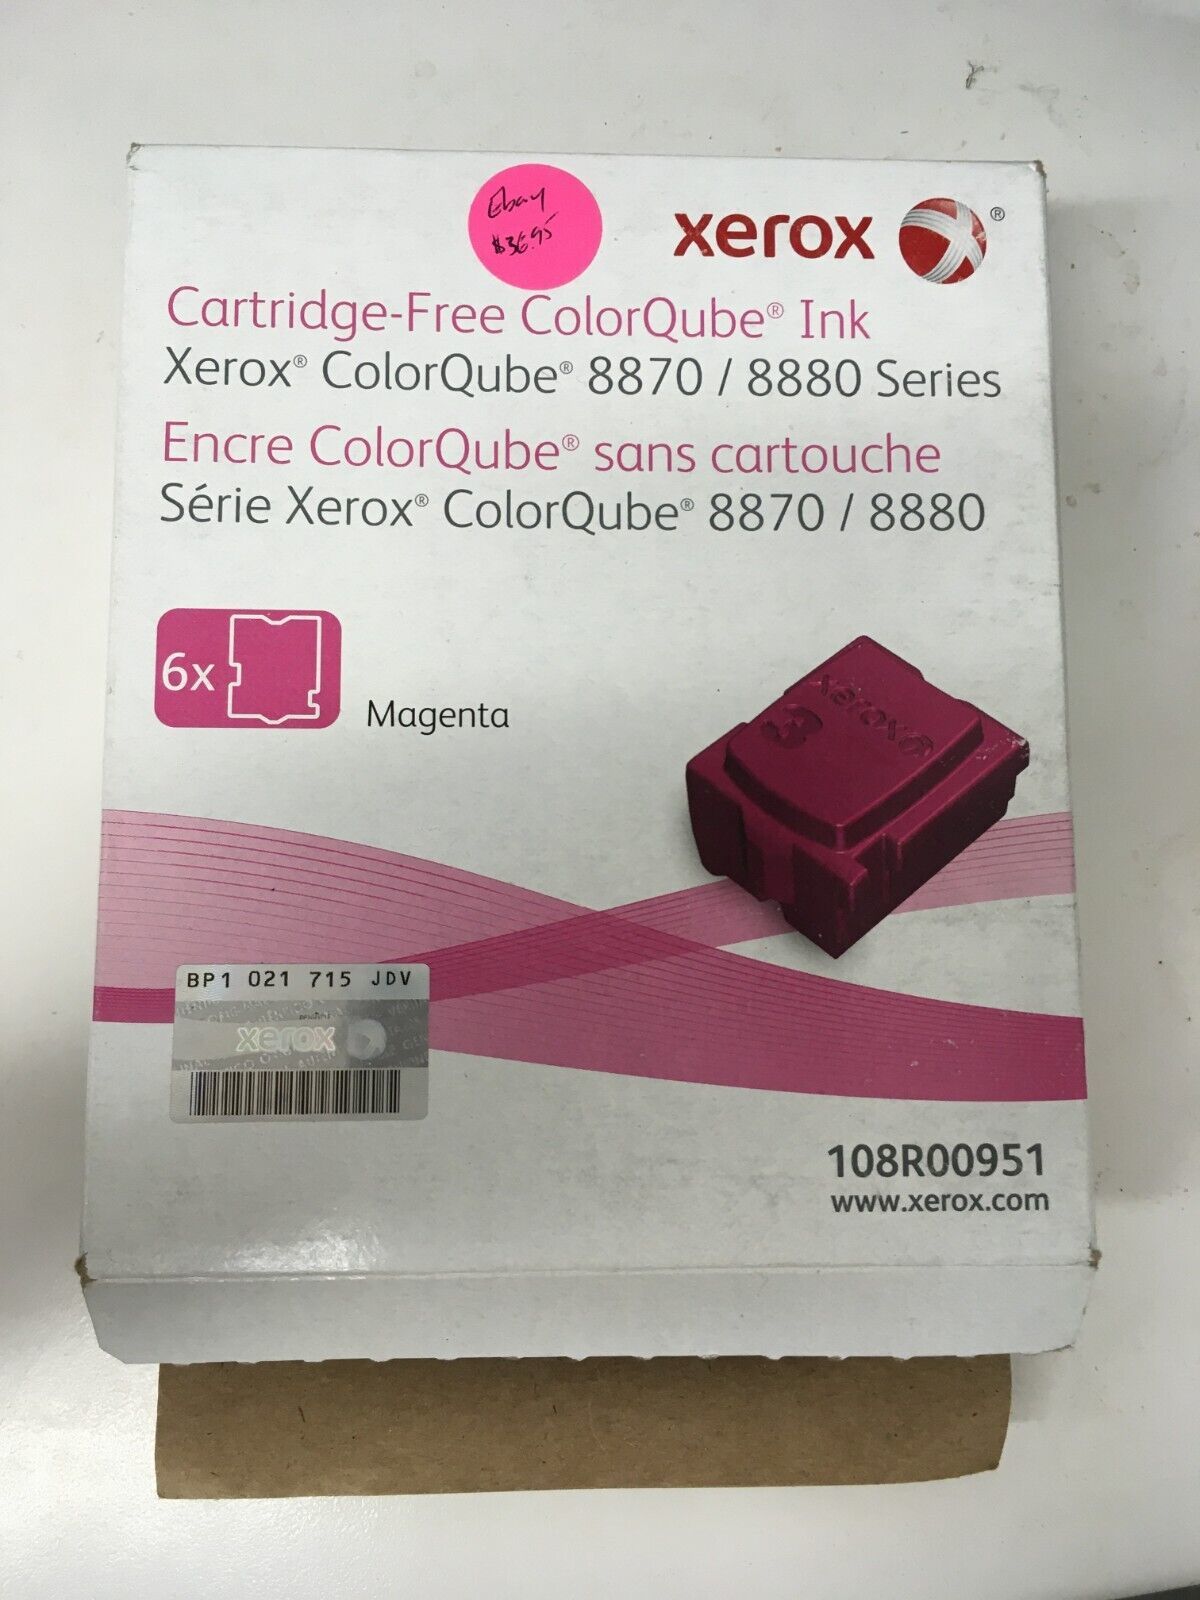 Ebay
$36.95
xerox ®
Cartridge-Free ColorQube® Ink
Xerox® ColorQube® 8870 / 8880 Series
Encre ColorQube® sans cartouche
Série Xerox® ColorQube® 8870 / 8880
6x
Magenta
xerox
3
BP1 021 715 JDV
xerox
108R00951
www.xerox.com